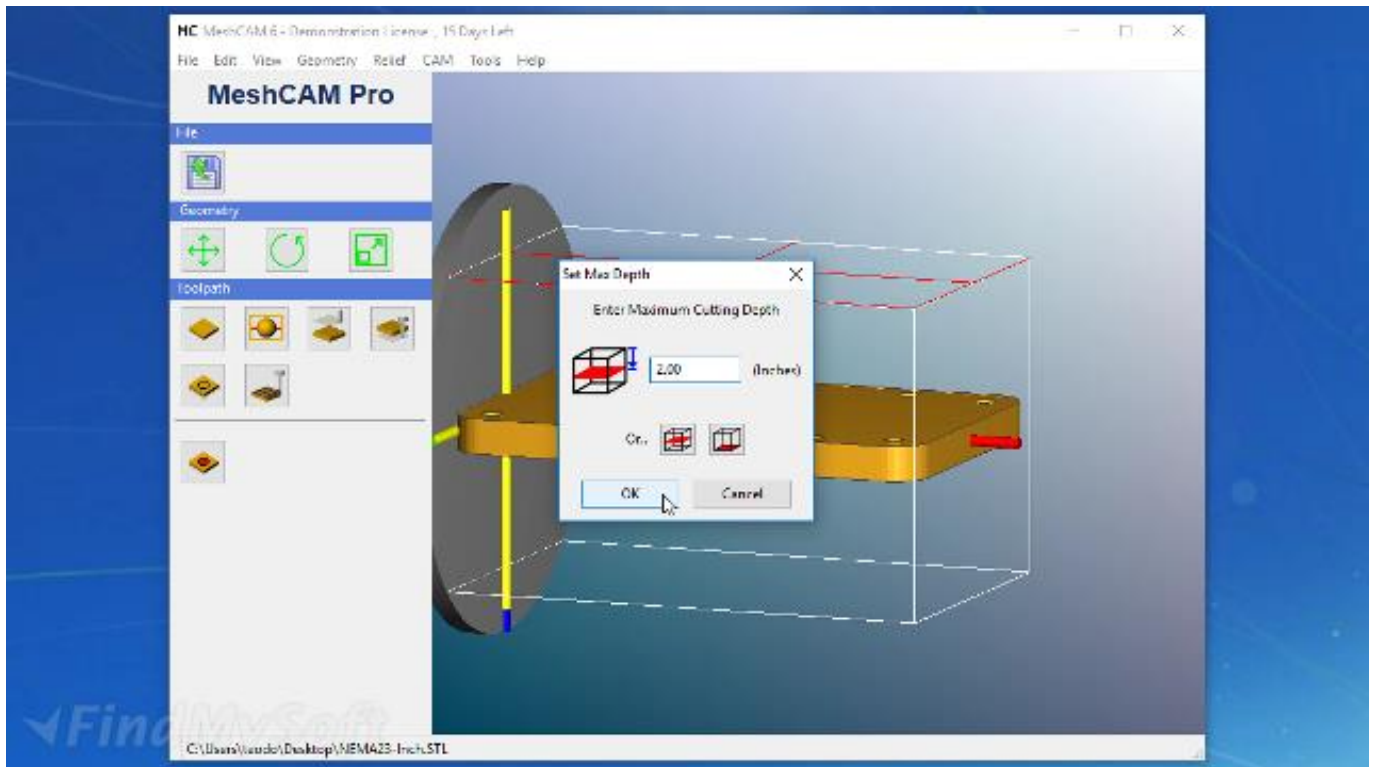 MC MeshCAM 6 - Demonstration License , 15 Days Left
File Edit View Geometry Relief CAM Tools Help
MeshCAM Pro
File
Geometry
Toolpath
Set Max Depth
Enter Maximum Cutting Depth
2.00 (Inches)
Or..
OK Cancel
FindMySoft
C:\Users\taudo\Desktop\NEMA23-Inch.STL